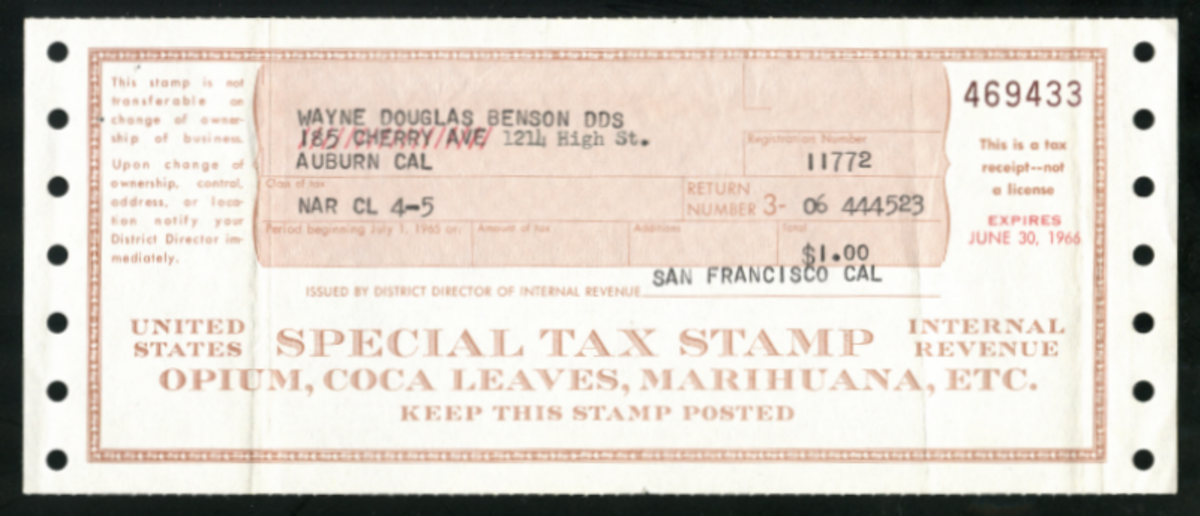 This stamp is not
transferable on
change of owner-
ship of business.
Upon change of
ownership, control,
address, or loca-
tion notify your
District Director im-
mediately.
WAYNE DOUGLAS BENSON DDS
185 CHERRY AVE 1214 High St.
AUBURN CAL
Registration Number
11772
Class of tax
NAR CL 4-5
RETURN
NUMBER 3- 06 444523
Period beginning July 1, 1965 or:
Amount of tax
Additions
Total
$1.00
ISSUED BY DISTRICT DIRECTOR OF INTERNAL REVENUE SAN FRANCISCO CAL
469433
This is a tax
receipt--not
a license
EXPIRES
JUNE 30, 1966
UNITED
STATES
SPECIAL TAX STAMP
INTERNAL
REVENUE
OPIUM, COCA LEAVES, MARIHUANA, ETC.
KEEP THIS STAMP POSTED